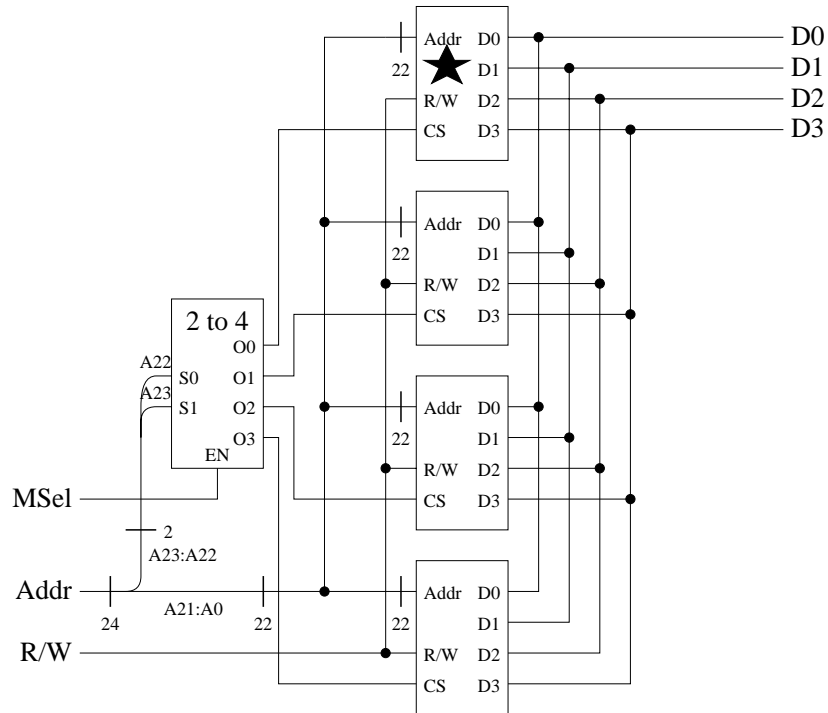 Addr D0 D0
22 D1 D1
R/W D2 D2
CS D3 D3
Addr D0
22 D1
R/W D2
CS D3
2 to 4
O0
A22 S0 O1
A23 S1 O2
O3
EN
Addr D0
22 D1
R/W D2
CS D3
MSel
2
A23:A22
Addr A21:A0 Addr D0
24 22 22 D1
R/W R/W D2
CS D3